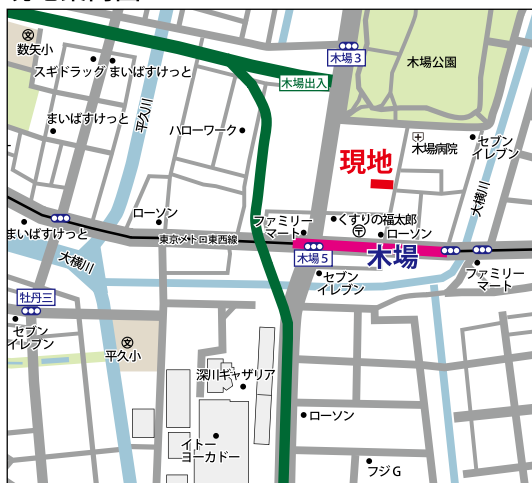 木場3
数矢小
スギドラッグ
まいばすけっと
木場出入
木場公園
まいばすけっと
平久川
ハローワーク
木場病院
セブン
イレブン
現地
大横川
ローソン
くすりの福太郎
ファミリー
マート
ローソン
まいばすけっと
東京メトロ東西線
木場5
木場
大横川
セブン
イレブン
ファミリー
マート
牡丹三
セブン
イレブン
平久小
深川ギャザリア
ローソン
イトー
ヨーカドー
フジG